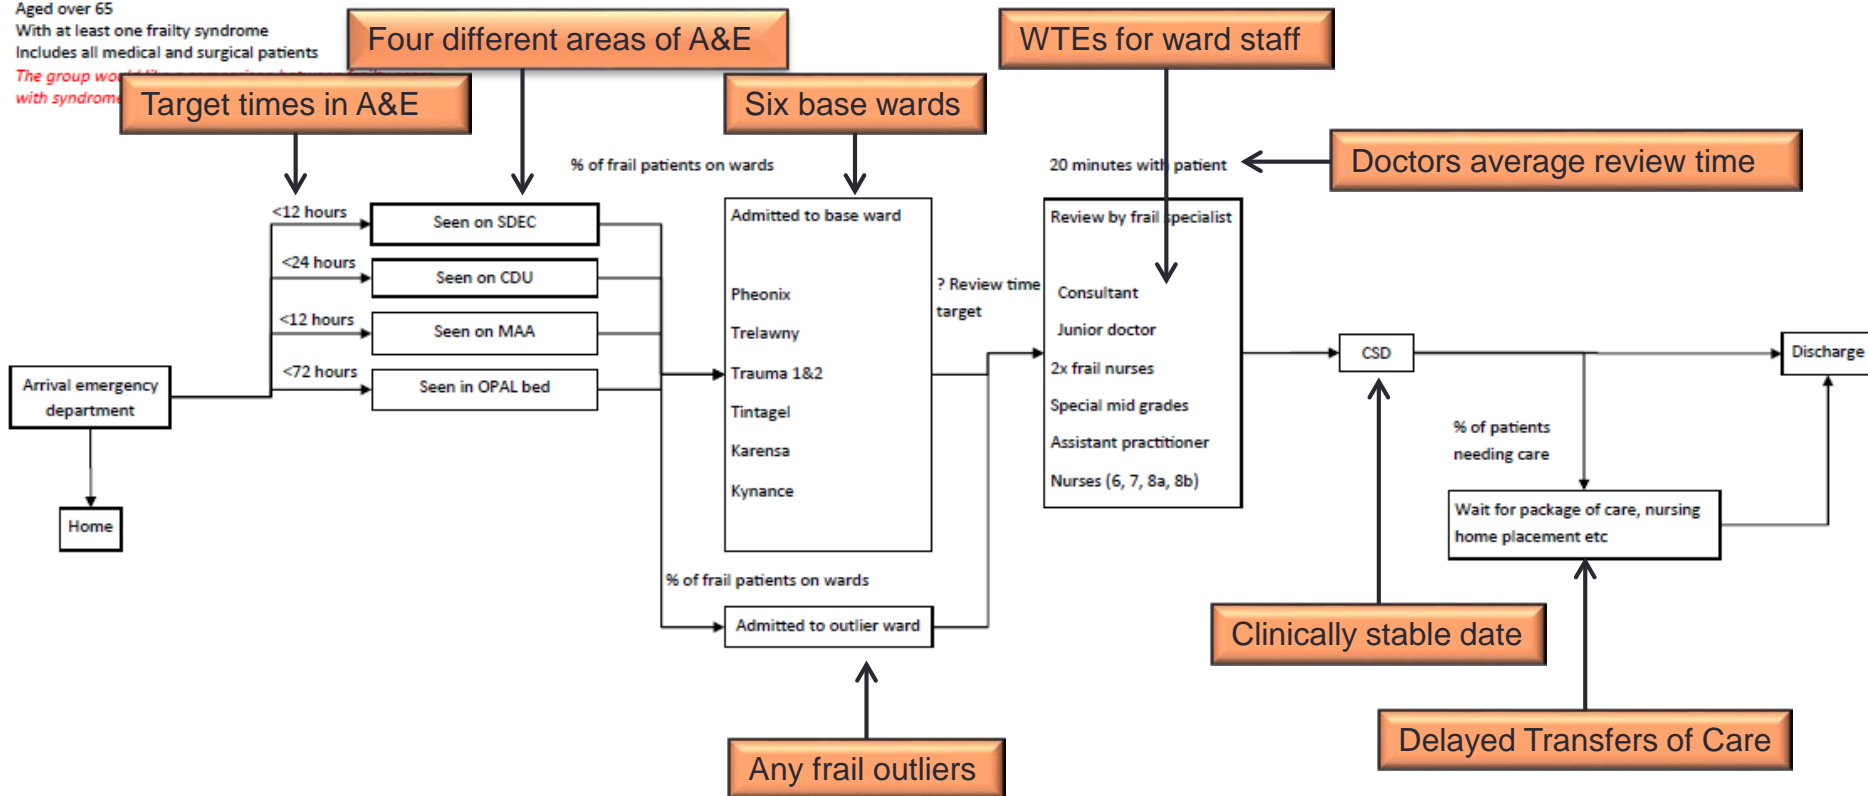 Aged over 65
With at least one frailty syndrome
Includes all medical and surgical patients
The group
with syndrome
Four different areas of A&E
WTEs for ward staff
Target times in A&E
Six base wards
Doctors average review time
% of frail patients on wards
20 minutes with patient
<12 hours
Seen on SDEC
<24 hours
Seen on CDU
<12 hours
Seen on MAA
<72 hours
Seen in OPAL bed
Arrival emergency
department
Home
Admitted to base ward
Pheonix
Trelawny
Trauma 1&2
Tintagel
Karensa
Kynance
% of frail patients on wards
Admitted to outlier ward
? Review time
target
Review by frail specialist
Consultant
Junior doctor
2x frail nurses
Special mid grades
Assistant practitioner
Nurses (6, 7, 8a, 8b)
CSD
Discharge
% of patients
needing care
Wait for package of care, nursing
home placement etc
Clinically stable date
Delayed Transfers of Care
Any frail outliers